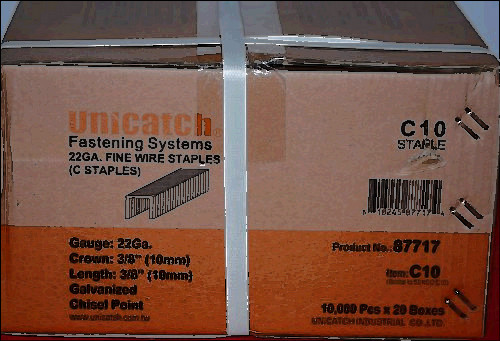 unicatch®
Fastening Systems
22GA. FINE WIRE STAPLES
(C STAPLES)
C10
STAPLE
Gauge: 22Ga.
Crown: 3/8" (10mm)
Length: 3/8" (10mm)
Galvanized
Chisel Point
www.unicatch.com.tw
Product No.: 87717
Item: C10
10,000 Pcs x 20 Boxes
UNICATCH INDUSTRIAL CO.,LTD.